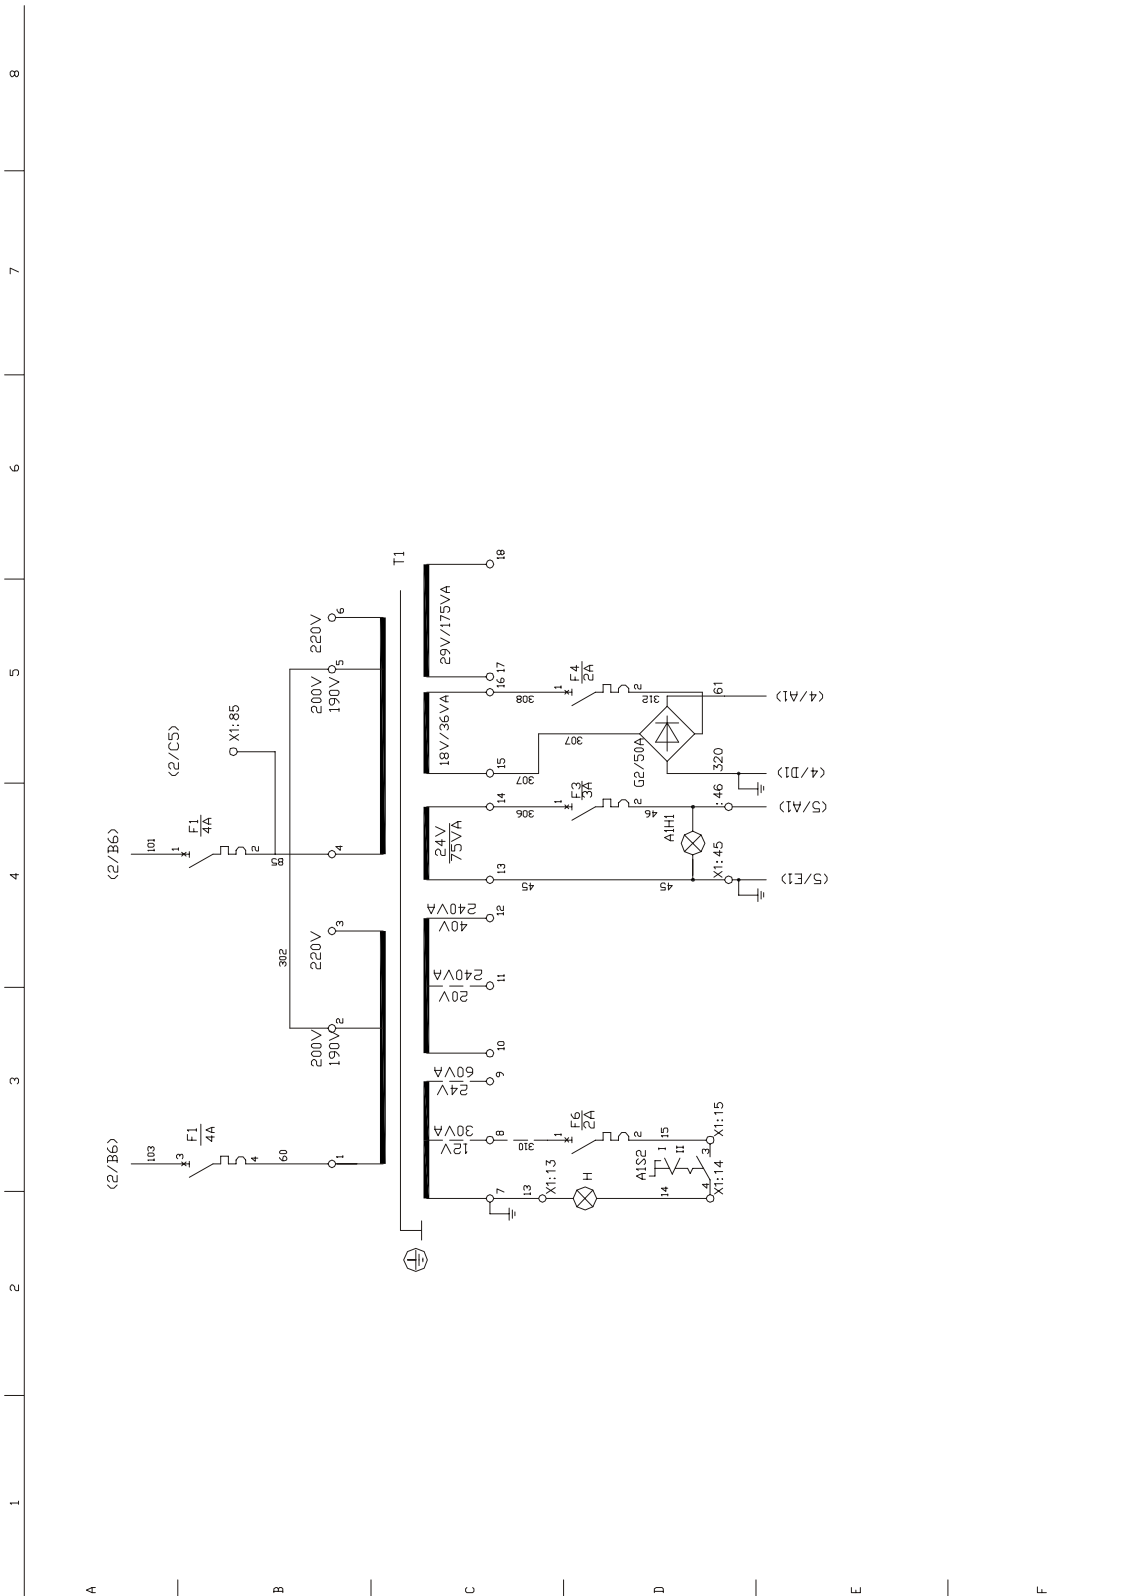 8
7
6
5
4
3
2
1
A
B
C
D
E
F
(2/B6)
103
3
F1
4A
4
60
1
(2/B6)
101
1
F1
4A
2
85
4
(2/C5)
X1:85
302
200V
190V
2
220V
3
200V
190V
5
220V
6
T1
7
13
X1:13
H
14
4
X1:14
12V
30VA
8
310
1
F6
2A
2
15
X1:15
3
A1S2
I
II
24V
60VA
9
10
20V
240VA
11
40V
240VA
12
24V
75VA
13
45
45
X1:45
(5/E1)
14
306
1
F3
3A
2
46
:46
(5/A1)
A1H1
18V/36VA
15
307
307
G2/50A
320
(4/D1)
16
308
1
F4
2A
2
312
61
(4/A1)
29V/175VA
17
18